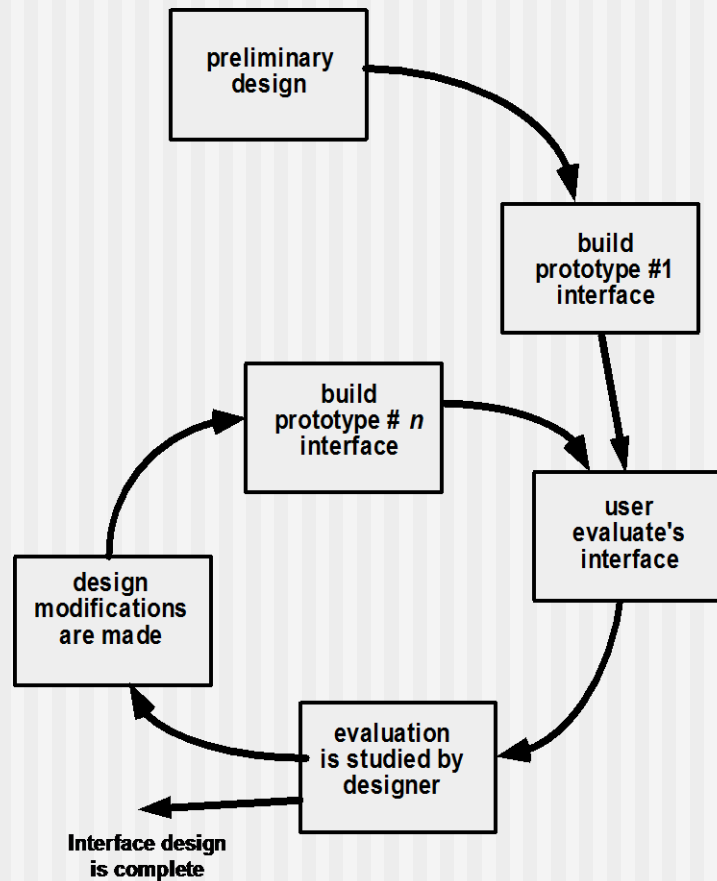 preliminary
design
build
prototype #1
interface
build
prototype # n
interface
user
evaluate's
interface
design
modifications
are made
evaluation
is studied by
designer
Interface design
is complete